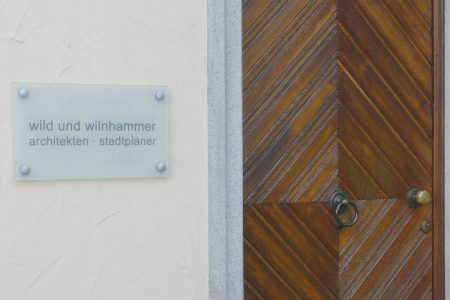 wild und wilnhammer
architekten · stadtplaner